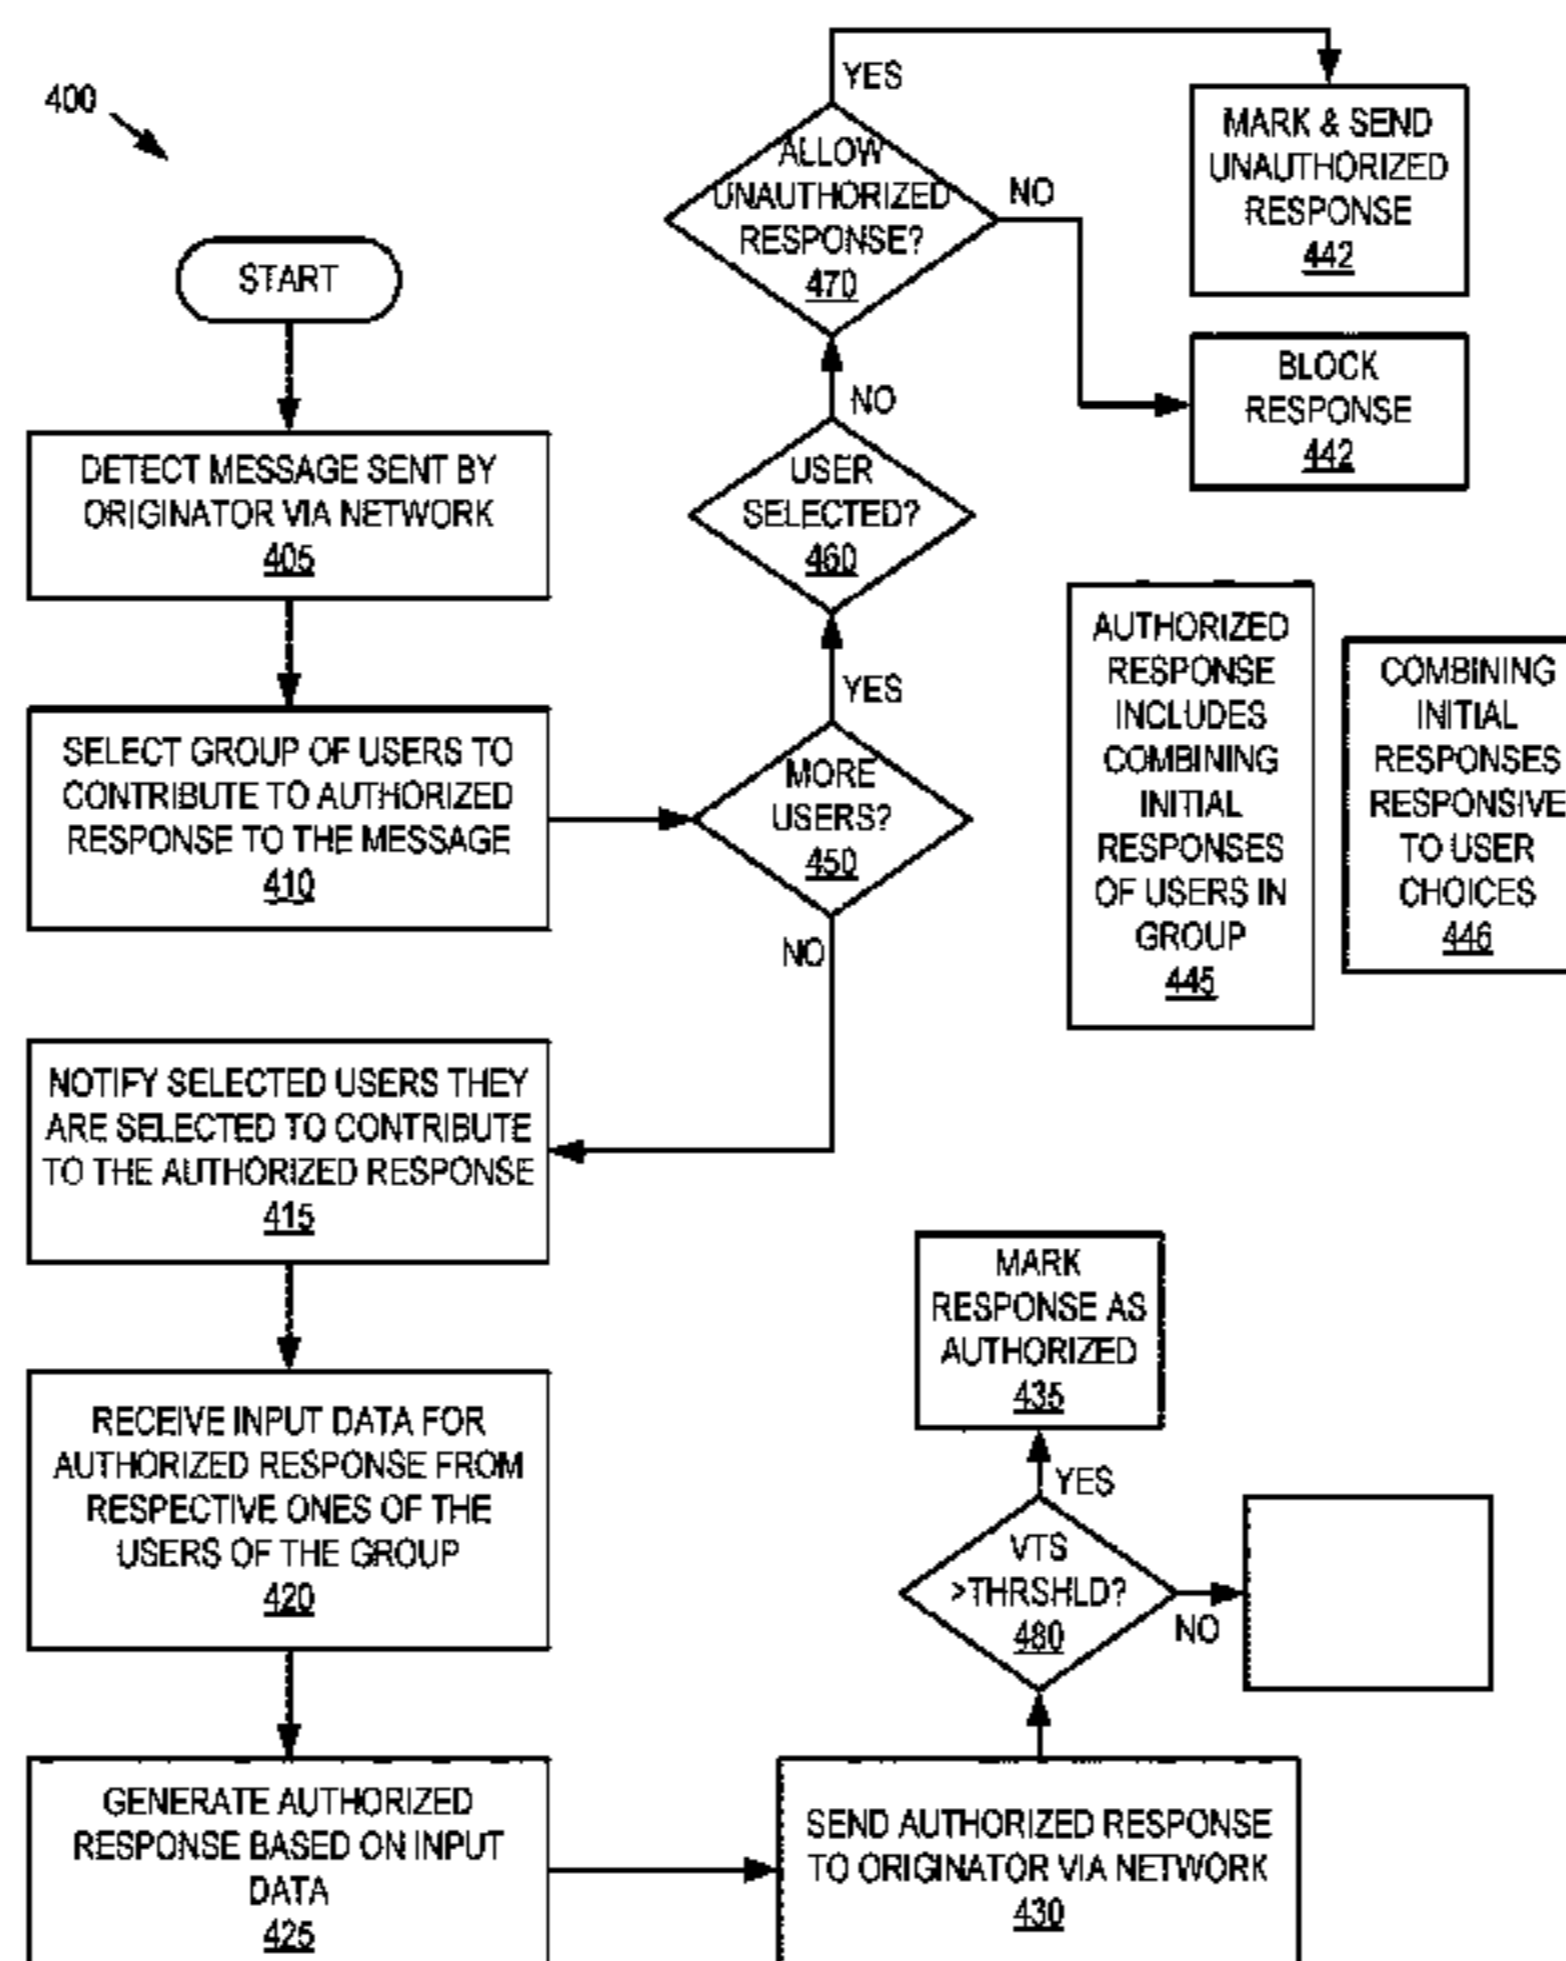 400
START
DETECT MESSAGE SENT BY
ORIGINATOR VIA NETWORK
405
SELECT GROUP OF USERS TO
CONTRIBUTE TO AUTHORIZED
RESPONSE TO THE MESSAGE
410
MORE
USERS?
450
YES
NO
USER
SELECTED?
460
NO
ALLOW
UNAUTHORIZED
RESPONSE?
470
YES
NO
MARK & SEND
UNAUTHORIZED
RESPONSE
442
BLOCK
RESPONSE
442
AUTHORIZED
RESPONSE
INCLUDES
COMBINING
INITIAL
RESPONSES
OF USERS IN
GROUP
445
COMBINING
INITIAL
RESPONSES
RESPONSIVE
TO USER
CHOICES
446
NOTIFY SELECTED USERS THEY
ARE SELECTED TO CONTRIBUTE
TO THE AUTHORIZED RESPONSE
415
RECEIVE INPUT DATA FOR
AUTHORIZED RESPONSE FROM
RESPECTIVE ONES OF THE
USERS OF THE GROUP
420
GENERATE AUTHORIZED
RESPONSE BASED ON INPUT
DATA
425
SEND AUTHORIZED RESPONSE
TO ORIGINATOR VIA NETWORK
430
VTS
>THRSHLD?
480
YES
NO
MARK
RESPONSE AS
AUTHORIZED
435